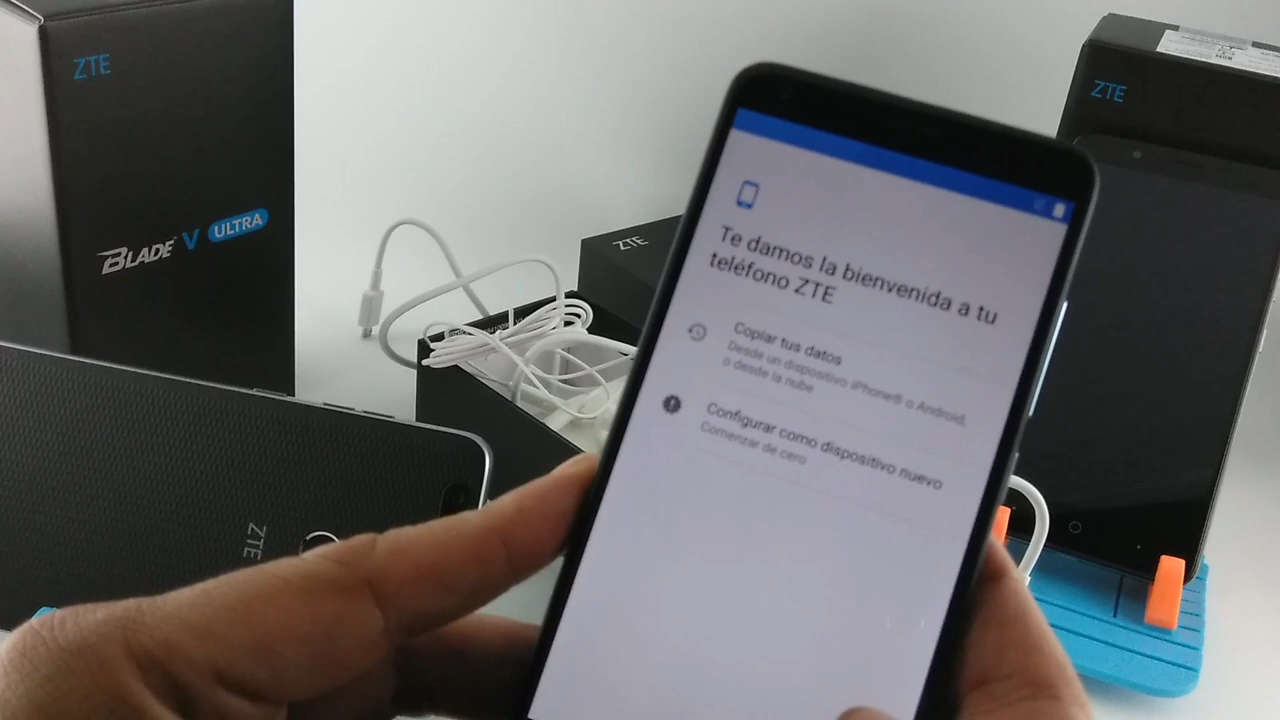 ZTE
BLADE V ULTRA
ZTE
ZTE
ZTE
Te damos la bienvenida a tu
teléfono ZTE
Copiar tus datos
Desde un dispositivo iPhone® o Android,
o desde la nube
Configurar como dispositivo nuevo
Comenzar de cero